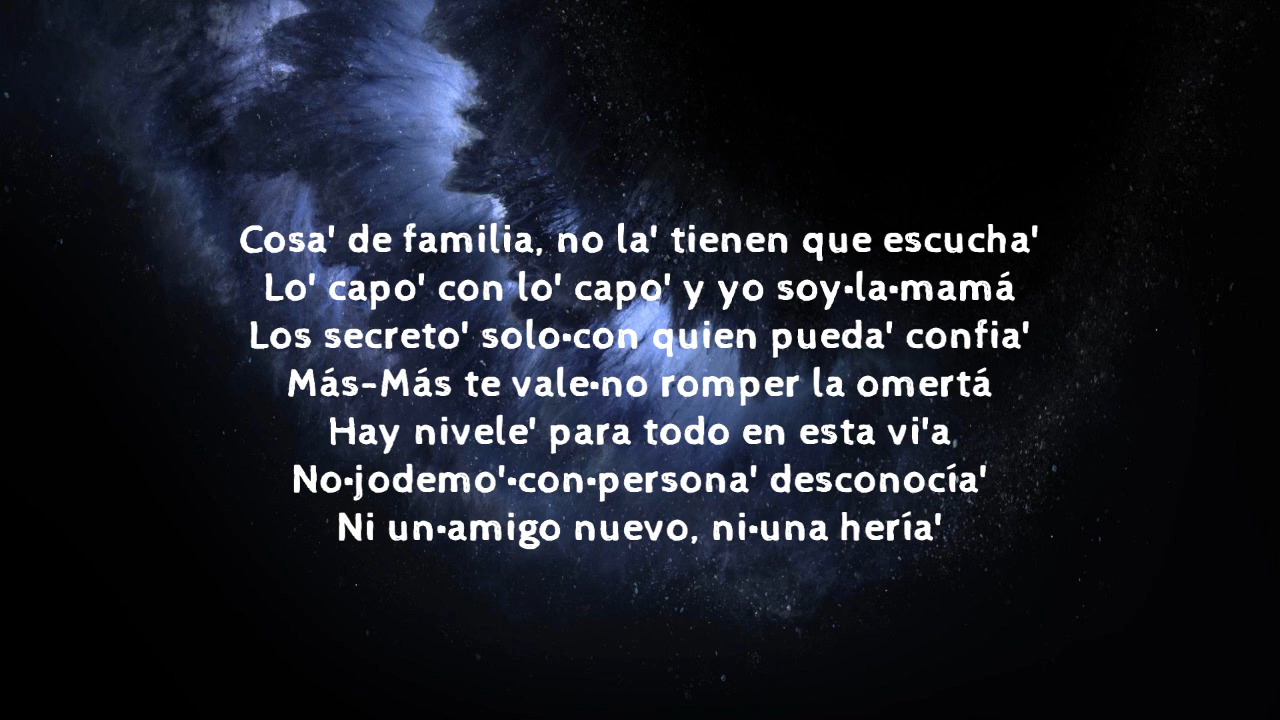 Cosa' de familia, no la' tienen que escucha'
Lo' capo' con lo' capo' y yo soy·la·mamá
Los secreto' solo·con quien pueda' confia'
Más-Más te vale·no romper la omertá
Hay nivele' para todo en esta vi'a
No·jodemo'·con·persona' desconocía'
Ni un·amigo nuevo, ni·una hería'